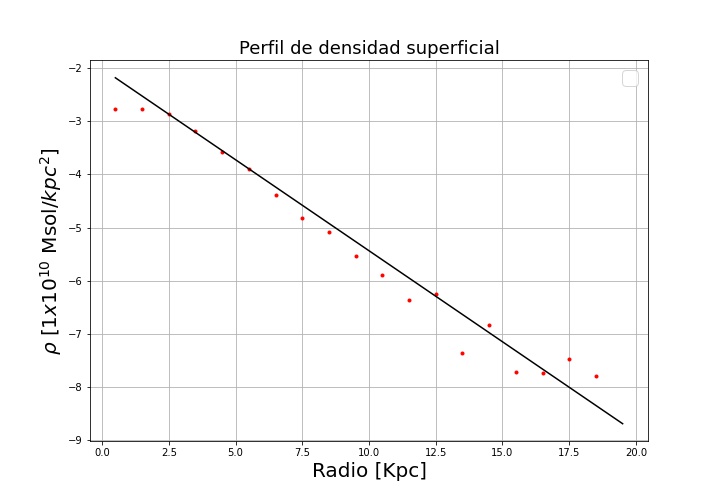 Perfil de densidad superficial
ρ [1x10¹⁰ Msol/kpc²]
−2
−3
−4
−5
−6
−7
−8
−9
0.0 2.5 5.0 7.5 10.0 12.5 15.0 17.5 20.0
Radio [Kpc]